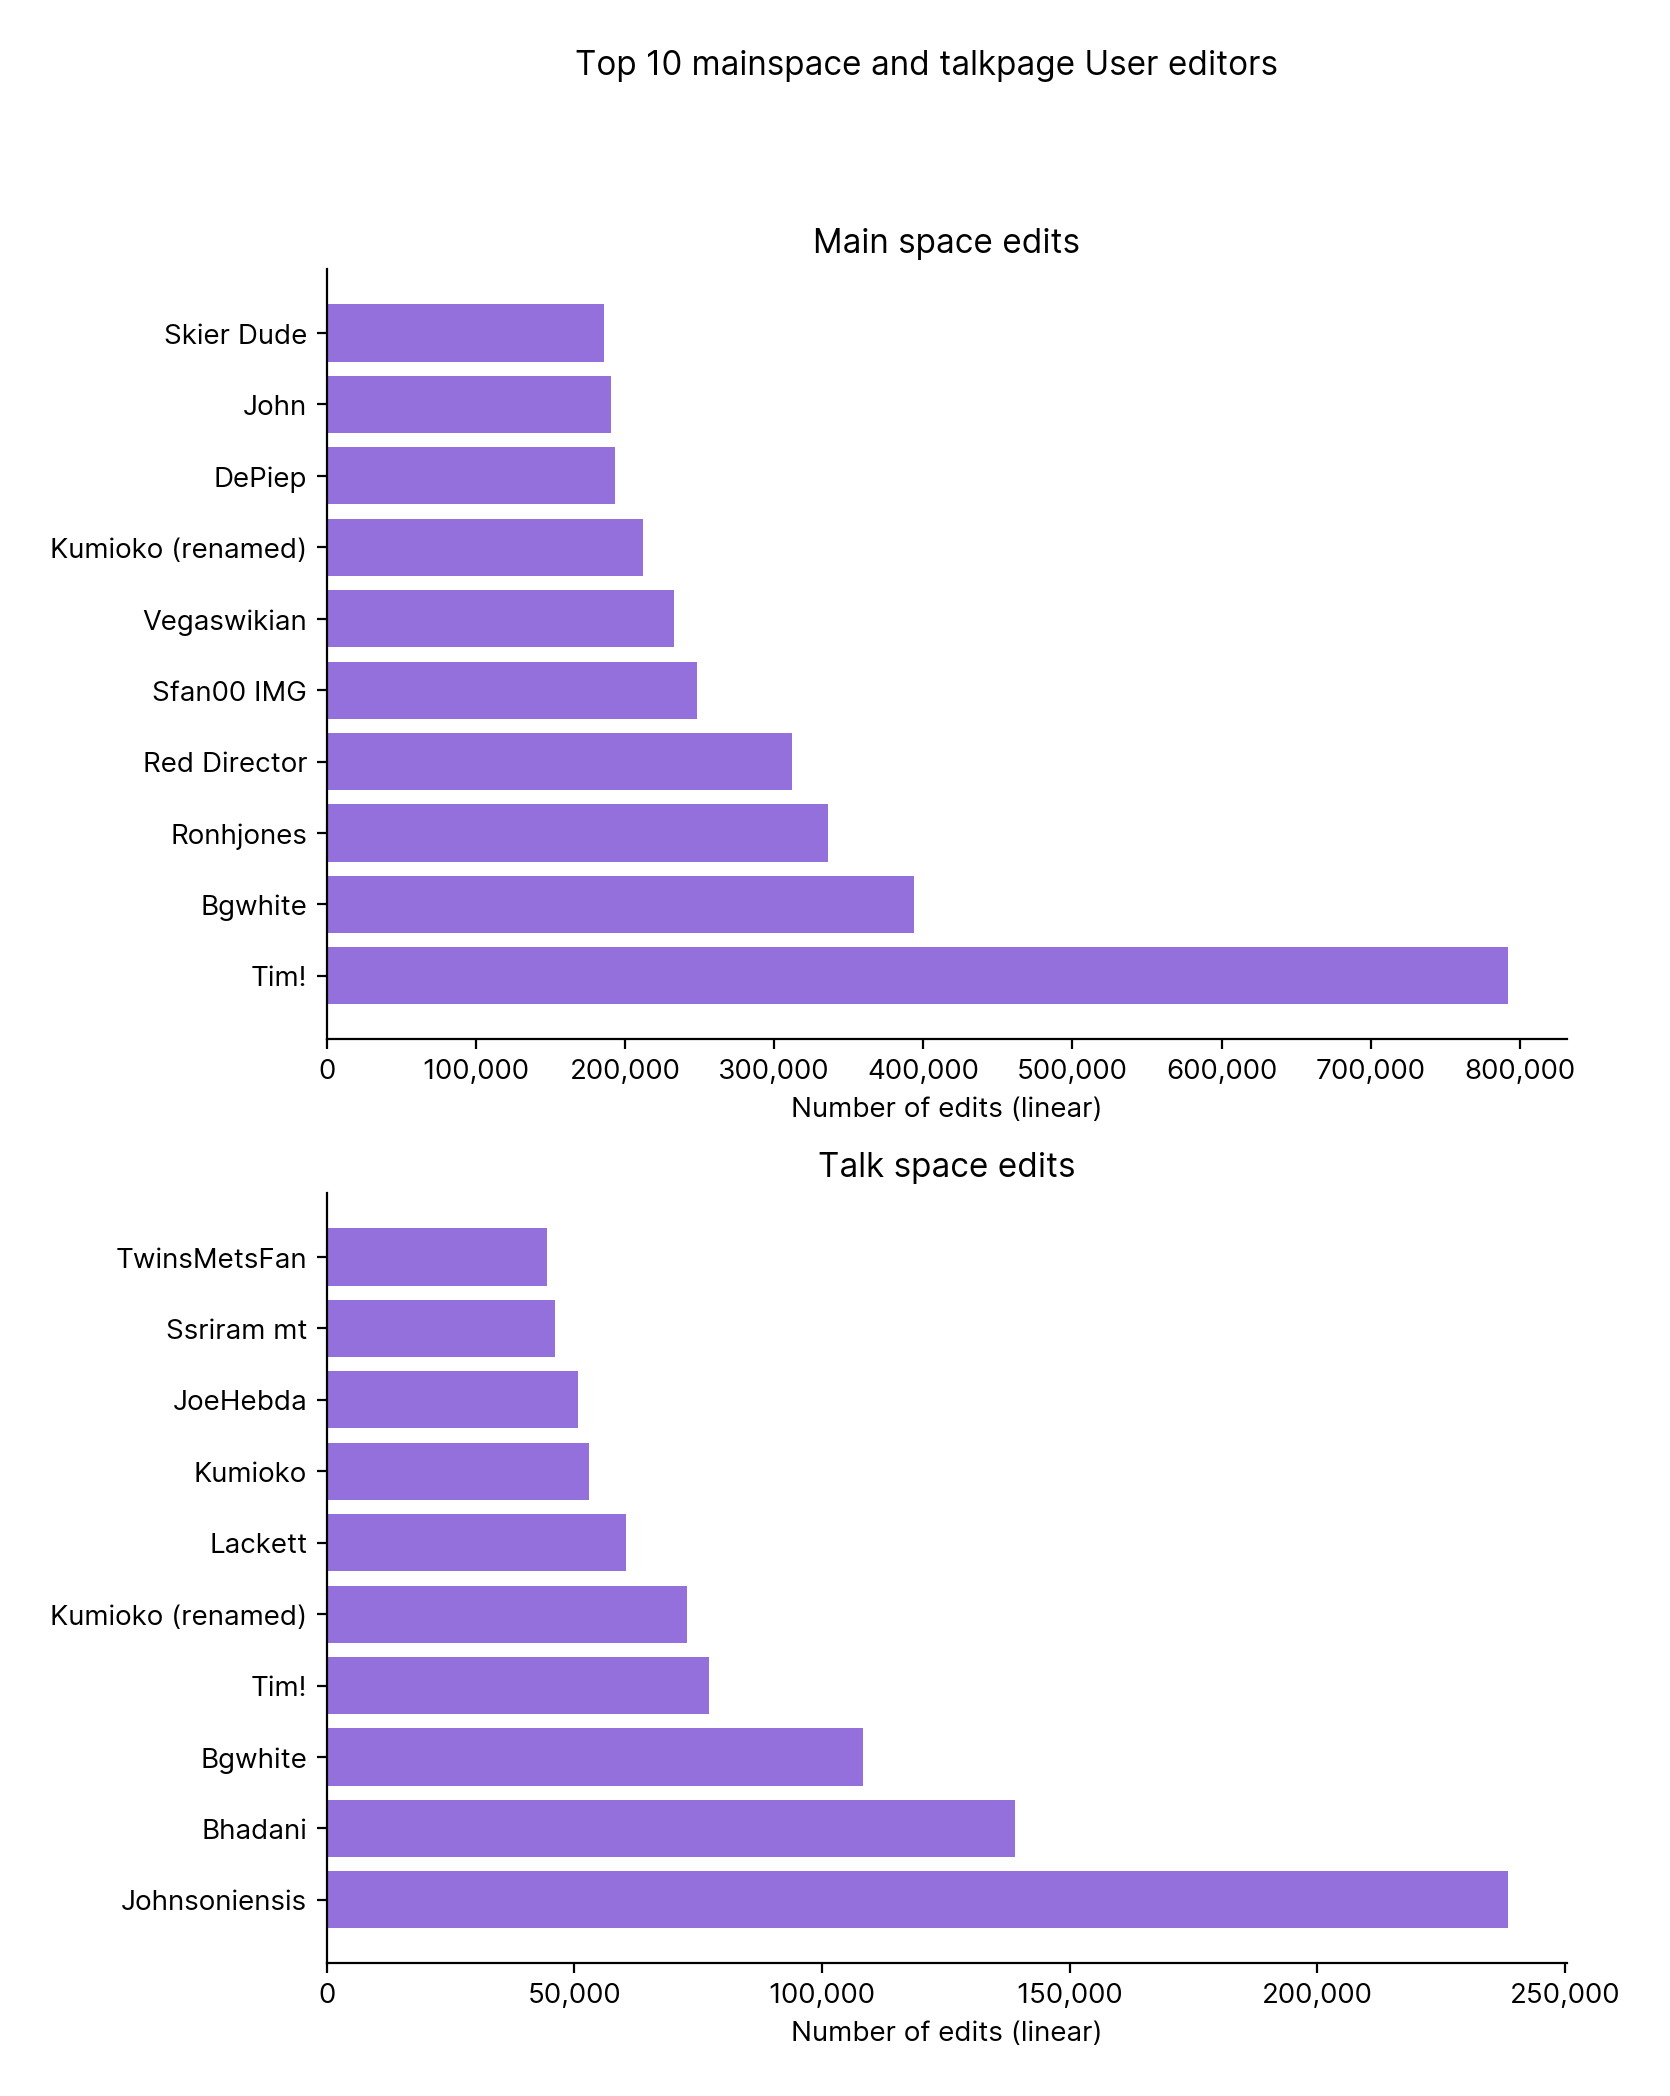 Top 10 mainspace and talkpage User editors
Main space edits
Skier Dude
John
DePiep
Kumioko (renamed)
Vegaswikian
Sfan00 IMG
Red Director
Ronhjones
Bgwhite
Tim!
0 100,000 200,000 300,000 400,000 500,000 600,000 700,000 800,000
Number of edits (linear)
Talk space edits
TwinsMetsFan
Ssriram mt
JoeHebda
Kumioko
Lackett
Kumioko (renamed)
Tim!
Bgwhite
Bhadani
Johnsoniensis
0 50,000 100,000 150,000 200,000 250,000
Number of edits (linear)